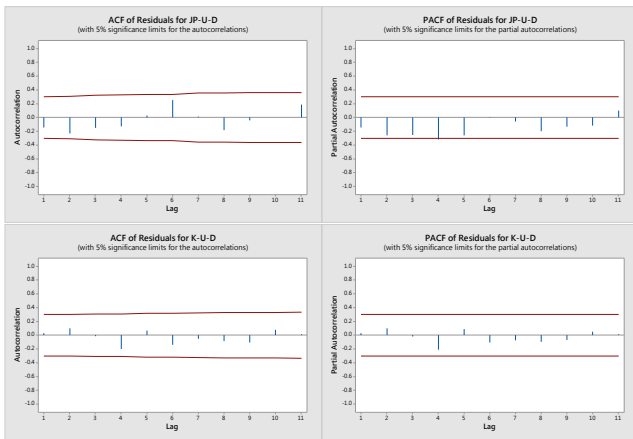 ACF of Residuals for JP-U-D
(with 5% significance limits for the autocorrelations)
Autocorrelation
1.0
0.8
0.6
0.4
0.2
0.0
-0.2
-0.4
-0.6
-0.8
-1.0
1 2 3 4 5 6 7 8 9 10 11
Lag
PACF of Residuals for JP-U-D
(with 5% significance limits for the partial autocorrelations)
Partial Autocorrelation
1.0
0.8
0.6
0.4
0.2
0.0
-0.2
-0.4
-0.6
-0.8
-1.0
1 2 3 4 5 6 7 8 9 10 11
Lag
ACF of Residuals for K-U-D
(with 5% significance limits for the autocorrelations)
Autocorrelation
1.0
0.8
0.6
0.4
0.2
0.0
-0.2
-0.4
-0.6
-0.8
-1.0
1 2 3 4 5 6 7 8 9 10 11
Lag
PACF of Residuals for K-U-D
(with 5% significance limits for the partial autocorrelations)
Partial Autocorrelation
1.0
0.8
0.6
0.4
0.2
0.0
-0.2
-0.4
-0.6
-0.8
-1.0
1 2 3 4 5 6 7 8 9 10 11
Lag